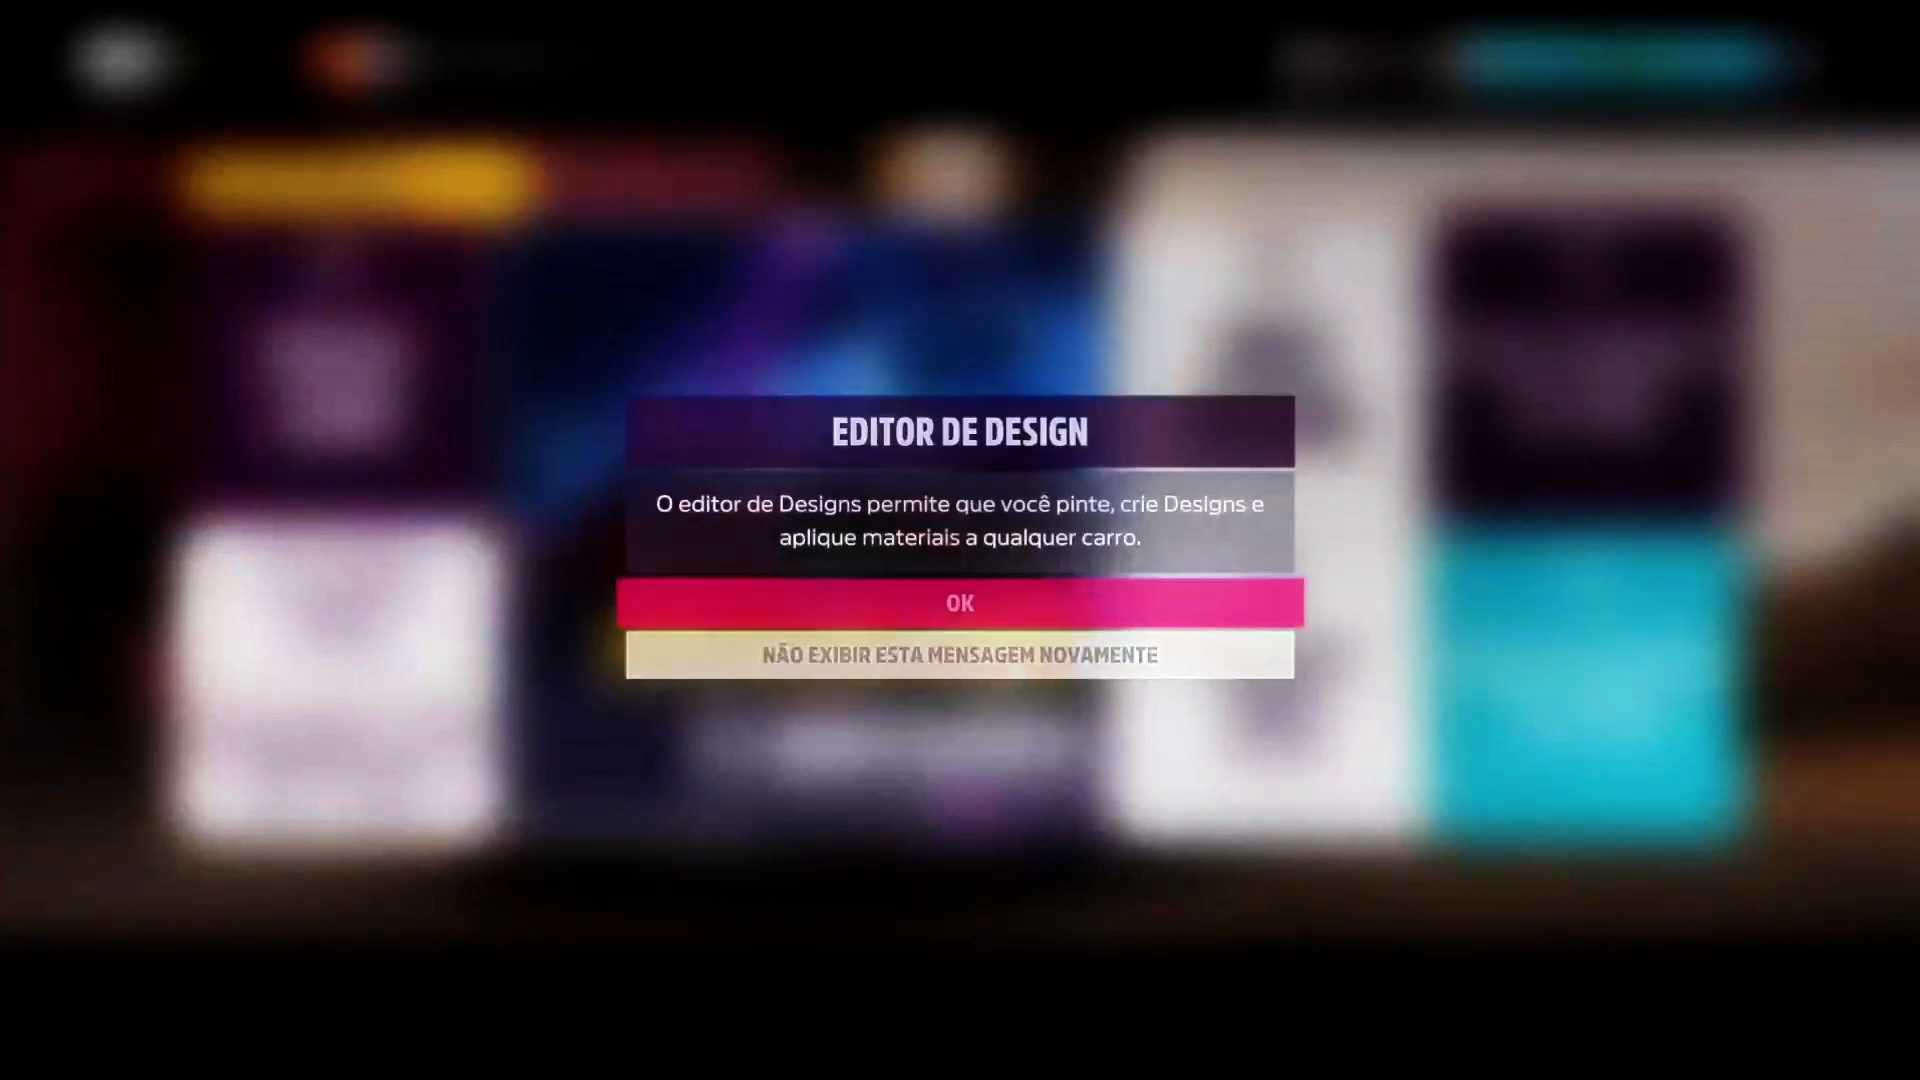 EDITOR DE DESIGN
O editor de Designs permite que você pinte, crie Designs e
aplique materiais a qualquer carro.
OK
NÃO EXIBIR ESTA MENSAGEM NOVAMENTE